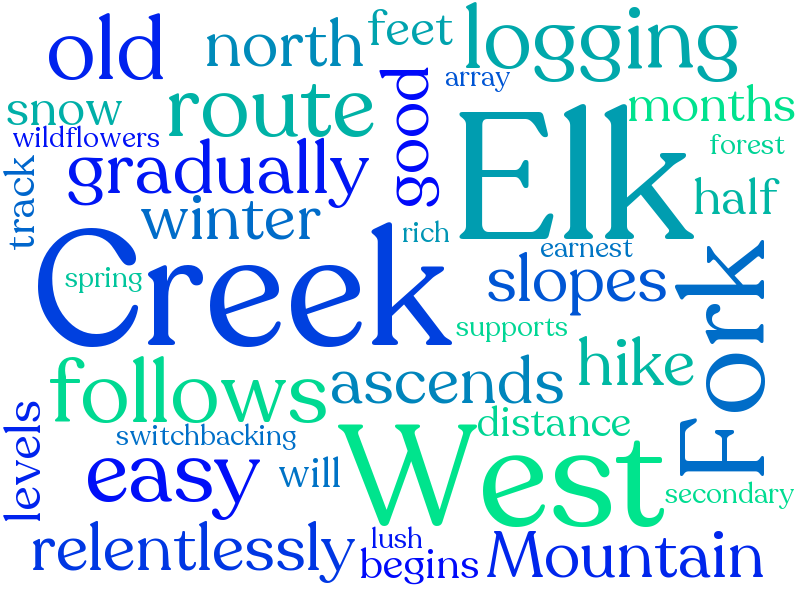 old
north
feet
logging
array
snow
route
good
months
wildflowers
Elk
forest
gradually
track
half
winter
rich
earnest
Creek
spring
slopes
Fork
supports
follows
ascends
hike
levels
switchbacking
distance
easy
will
West
secondary
relentlessly
lush
begins
Mountain